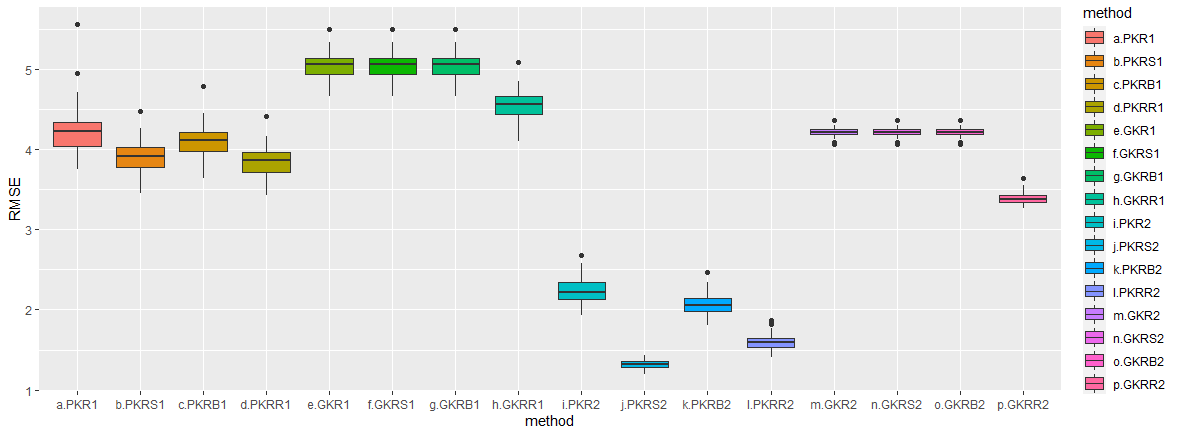 RMSE
5
4
3
2
1
a.PKR1 b.PKRS1 c.PKRB1 d.PKRR1 e.GKR1 f.GKRS1 g.GKRB1 h.GKRR1 i.PKR2 j.PKRS2 k.PKRB2 l.PKRR2 m.GKR2 n.GKRS2 o.GKRB2 p.GKRR2
method
method
a.PKR1
b.PKRS1
c.PKRB1
d.PKRR1
e.GKR1
f.GKRS1
g.GKRB1
h.GKRR1
i.PKR2
j.PKRS2
k.PKRB2
l.PKRR2
m.GKR2
n.GKRS2
o.GKRB2
p.GKRR2